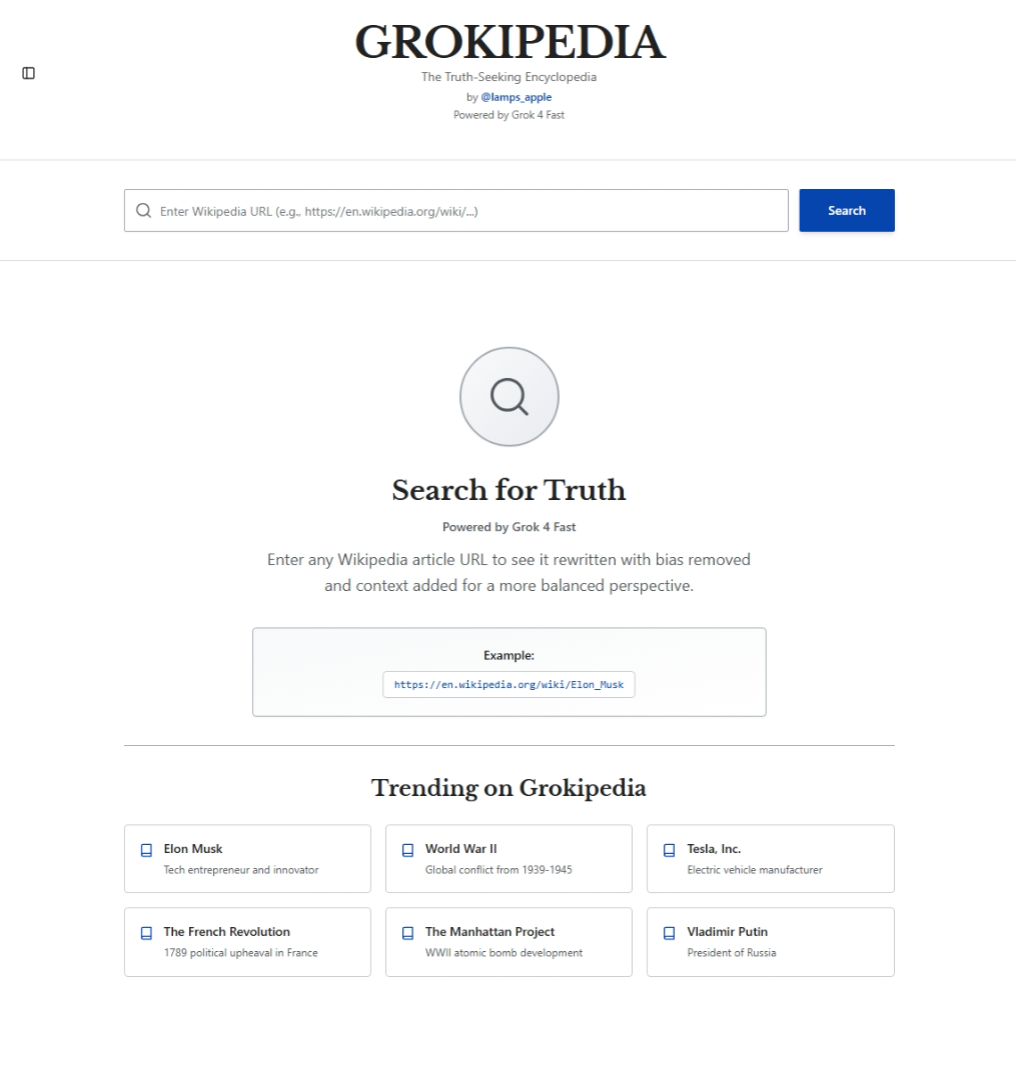 GROKIPEDIA
The Truth-Seeking Encyclopedia
by @lamps_apple
Powered by Grok 4 Fast
Enter Wikipedia URL (e.g., https://en.wikipedia.org/wiki/...)
Search
Search for Truth
Powered by Grok 4 Fast
Enter any Wikipedia article URL to see it rewritten with bias removed
and context added for a more balanced perspective.
Example:
https://en.wikipedia.org/wiki/Elon_Musk
Trending on Grokipedia
Elon Musk
Tech entrepreneur and innovator
World War II
Global conflict from 1939-1945
Tesla, Inc.
Electric vehicle manufacturer
The French Revolution
1789 political upheaval in France
The Manhattan Project
WWII atomic bomb development
Vladimir Putin
President of Russia